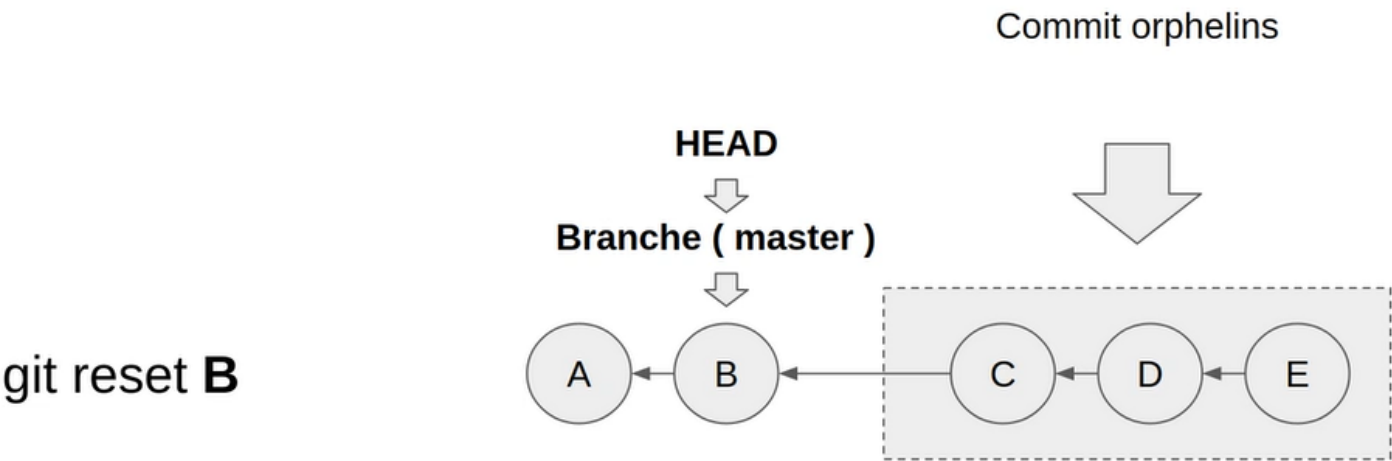 Commit orphelins
HEAD
Branche ( master )
git reset B
A
B
C
D
E